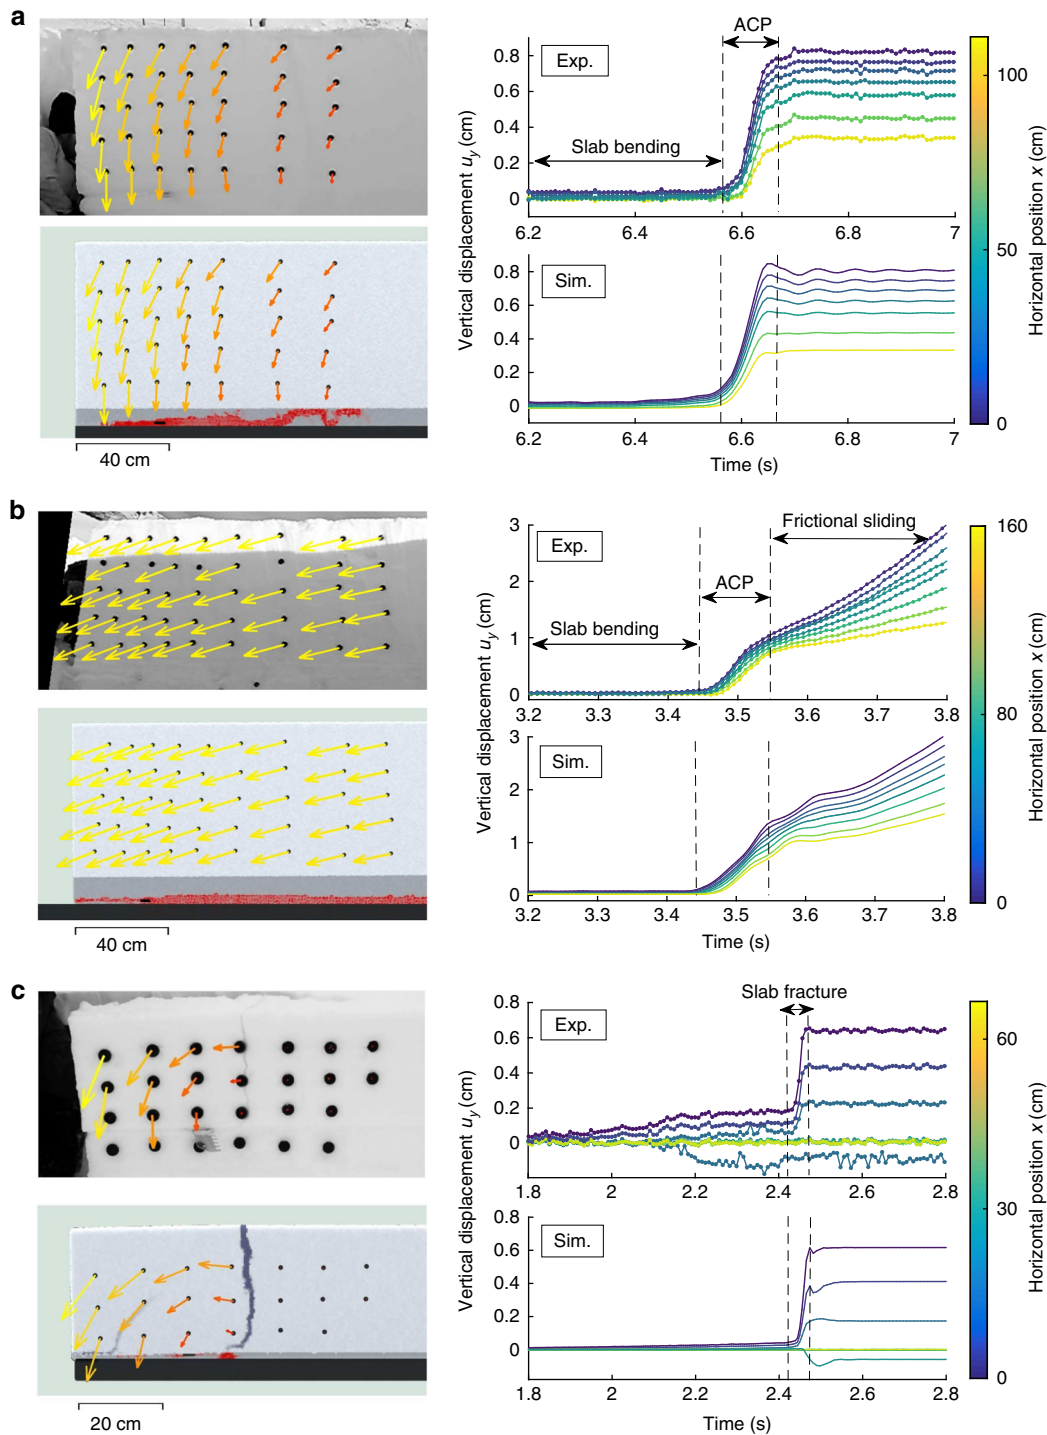 a
Exp.
ACP
Slab bending
0.8
0.6
0.4
0.2
0
6.2
6.4
6.6
6.8
7
Sim.
0.8
0.6
0.4
0.2
0
6.2
6.4
6.6
6.8
7
Time (s)
Vertical displacement uy (cm)
100
50
0
Horizontal position x (cm)
40 cm
b
Exp.
Frictional sliding
ACP
Slab bending
3
2
1
0
3.2
3.3
3.4
3.5
3.6
3.7
3.8
Sim.
3
2
1
0
3.2
3.3
3.4
3.5
3.6
3.7
3.8
Time (s)
Vertical displacement uy (cm)
160
80
0
Horizontal position x (cm)
40 cm
c
Slab fracture
Exp.
0.8
0.6
0.4
0.2
0
1.8
2
2.2
2.4
2.6
2.8
Sim.
0.8
0.6
0.4
0.2
0
1.8
2
2.2
2.4
2.6
2.8
Time (s)
Vertical displacement uy (cm)
60
30
0
Horizontal position x (cm)
20 cm